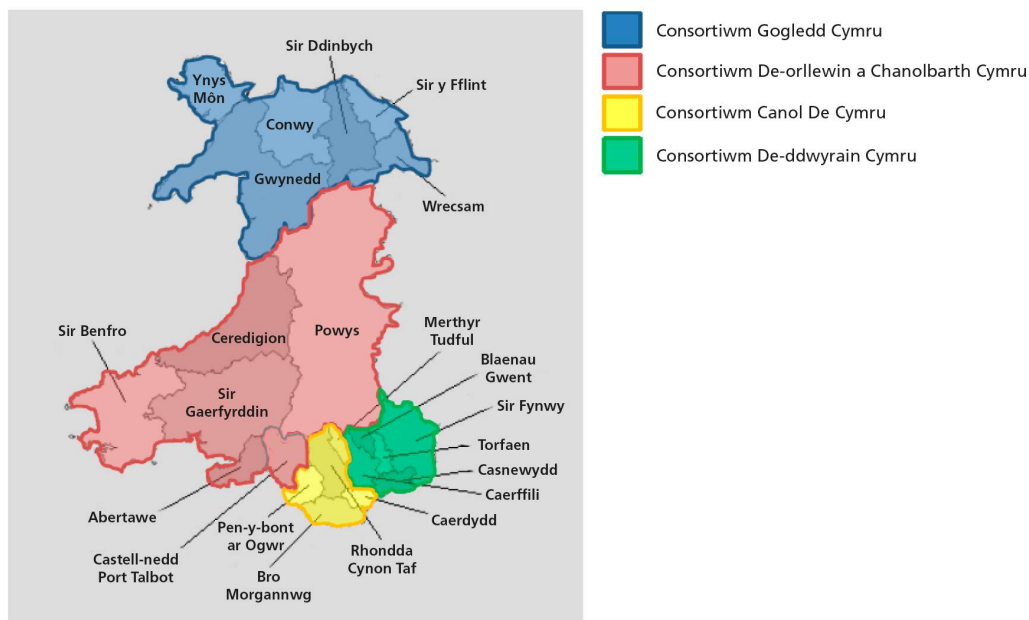 Sir Ddinbych
Ynys
Môn
Sir y Fflint
Conwy
Gwynedd
Wrecsam
Sir Benfro
Ceredigion
Powys
Merthyr
Tudful
Blaenau
Gwent
Sir
Gaerfyrddin
Sir Fynwy
Torfaen
Casnewydd
Caerffili
Caerdydd
Abertawe
Pen-y-bont
ar Ogwr
Castell-nedd
Port Talbot
Rhondda
Cynon Taf
Bro
Morgannwg
Consortiwm Gogledd Cymru
Consortiwm De-orllewin a Chanolbarth Cymru
Consortiwm Canol De Cymru
Consortiwm De-ddwyrain Cymru